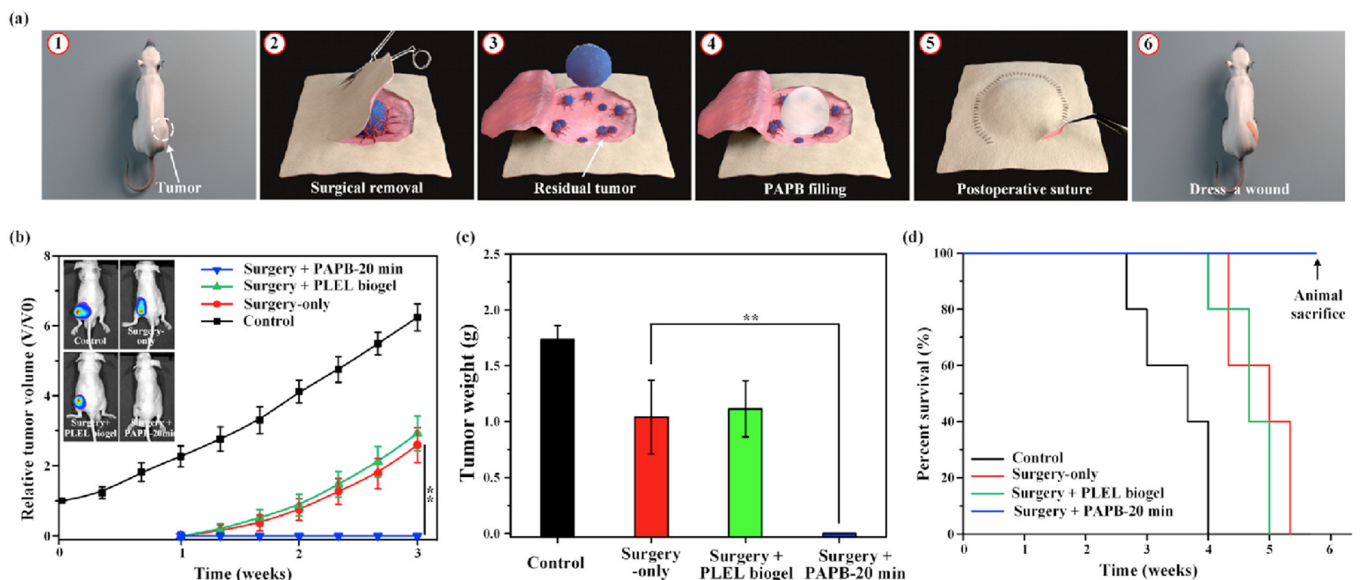 (a)
1
2
3
4
5
6
Tumor
Surgical removal
Residual tumor
PAPB filling
Postoperative suture
Dress a wound
(b)
8
6
4
2
0
Relative tumor volume (V/V0)
Surgery + PAPB-20 min
Surgery + PLEL biogel
Surgery-only
Control
Control
Surgery-
only
Surgery+
PLEL biogel
Surgery +
PAPB-20min
**
0
1
2
3
Time (weeks)
(c)
2.5
2.0
1.5
1.0
0.5
0.0
Tumor weight (g)
**
Control
Surgery
-only
Surgery +
PLEL biogel
Surgery +
PAPB-20 min
(d)
100
80
60
40
20
0
Percent survival (%)
Animal
sacrifice
Control
Surgery-only
Surgery + PLEL biogel
Surgery + PAPB-20 min
0
1
2
3
4
5
6
Time (weeks)